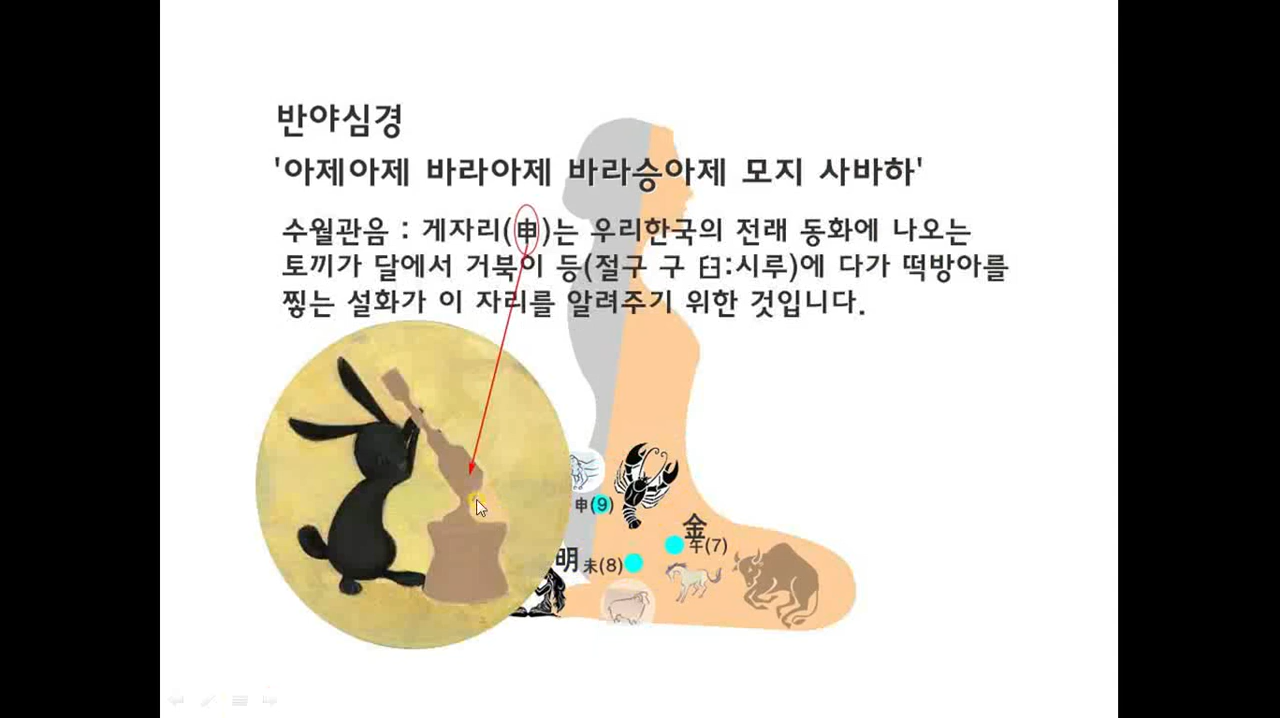 반야심경
'아제아제 바라아제 바라승아제 모지 사바하'
수월관음 : 게자리(申)는 우리한국의 전래 동화에 나오는
토끼가 달에서 거북이 등(절구 구 臼:시루)에 다가 떡방아를
찧는 설화가 이 자리를 알려주기 위한 것입니다.
申(9)
金
午(7)
明 未(8)